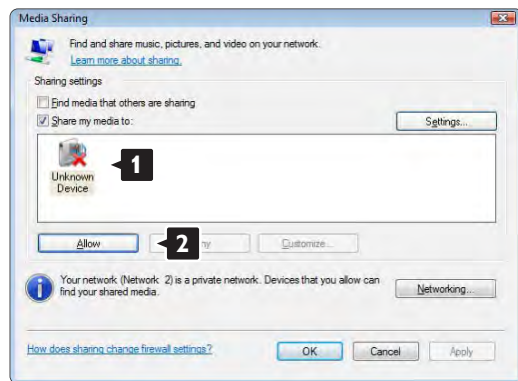 Media Sharing
Find and share music, pictures, and video on your network.
Learn more about sharing.
Sharing settings
Find media that others are sharing
Share my media to:
Settings...
Unknown
Device
1
Allow
2
ny
Customize...
Your network (Network 2) is a private network. Devices that you allow can
find your shared media.
Networking...
How does sharing change firewall settings?
OK
Cancel
Apply